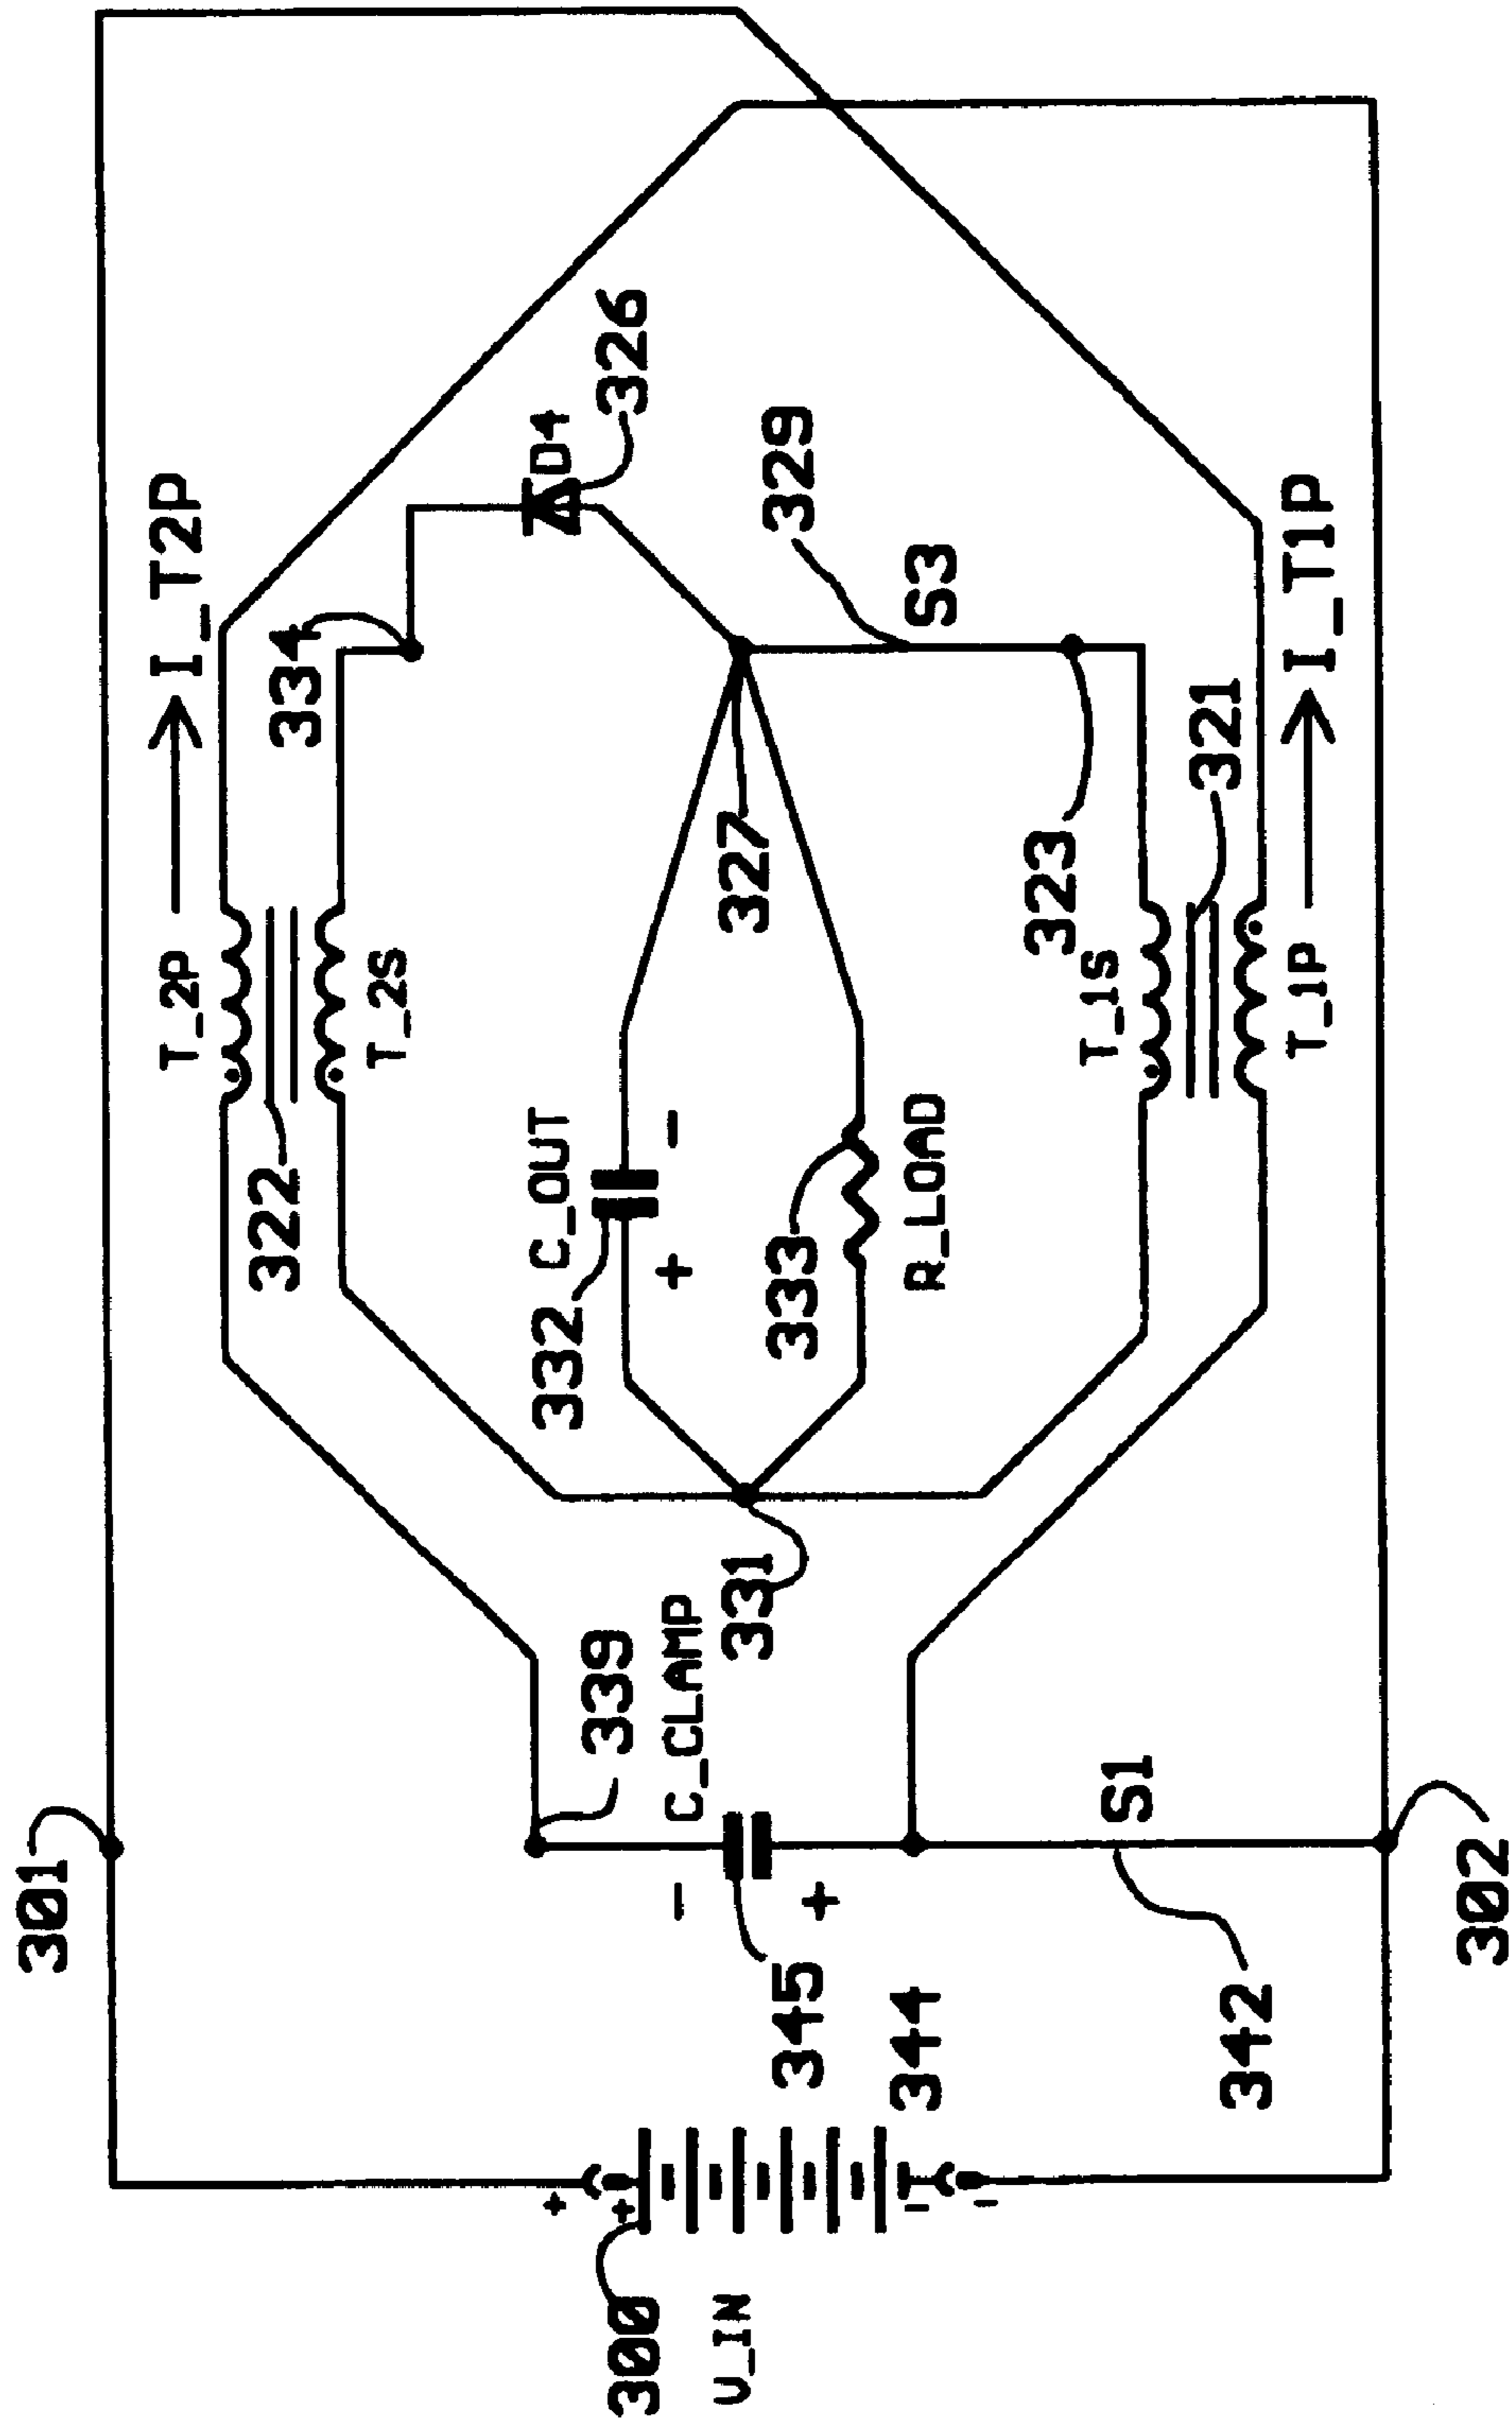 301
I_T2P
T_2P
334
322
T_2S
D4
326
332
C_OUT
+
-
339
C_CLAMP
-
+
331
327
329
S3
333
R_LOAD
323
T_1S
321
T_1P
I_T1P
300
+
+
-
-
U_IN
345
344
S1
342
302